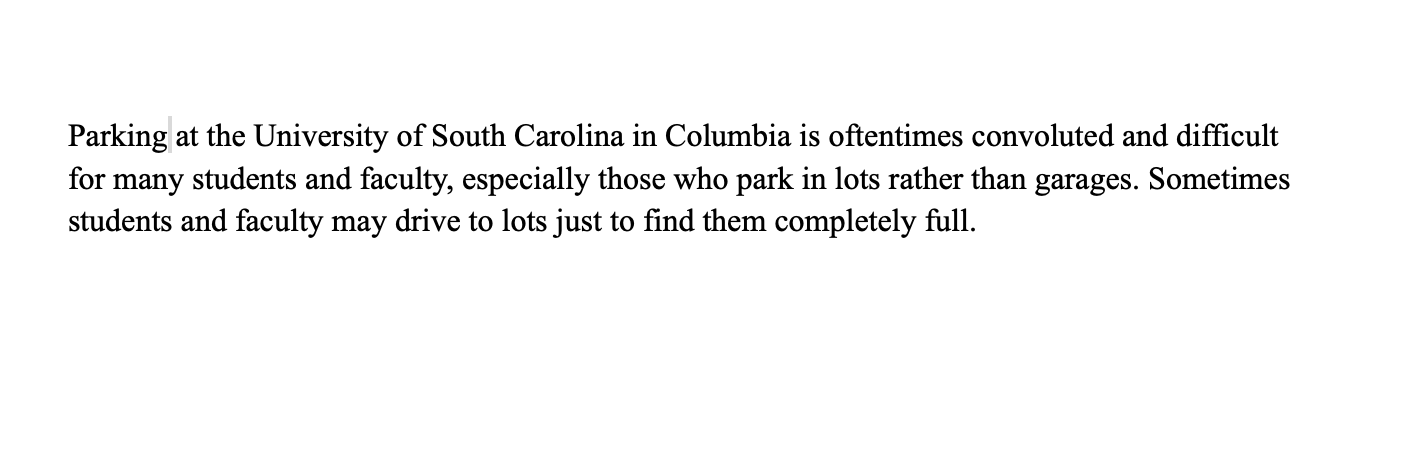 Parking at the University of South Carolina in Columbia is oftentimes convoluted and difficult
for many students and faculty, especially those who park in lots rather than garages. Sometimes
students and faculty may drive to lots just to find them completely full.